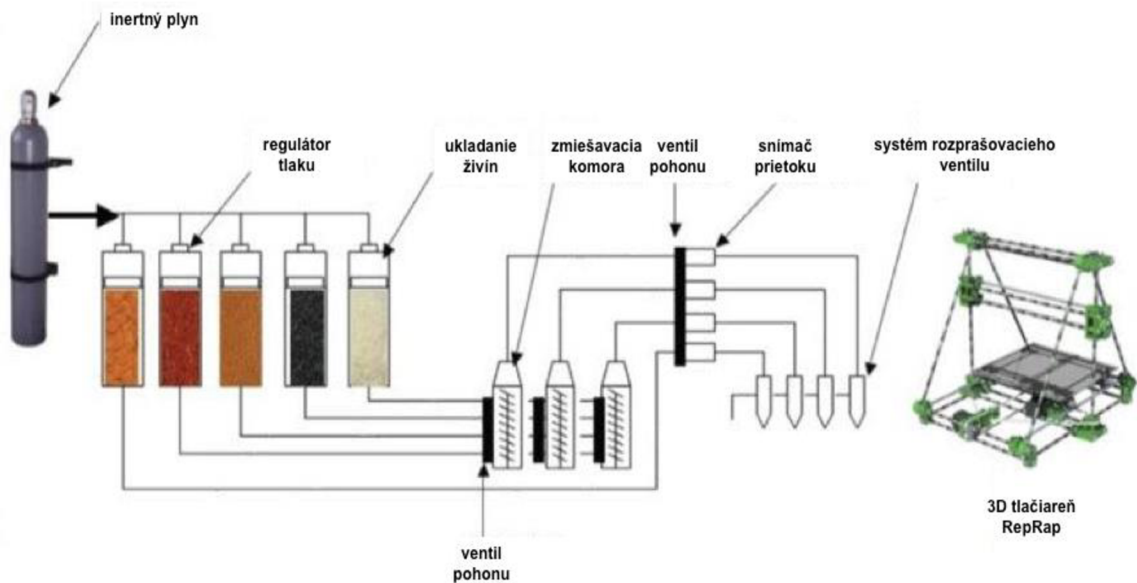 inertný plyn
regulátor
tlaku
ukladanie
živín
zmiešavacia
komora
ventil
pohonu
snímač
prietoku
systém rozprašovacieho
ventilu
ventil
pohonu
3D tlačiareň
RepRap